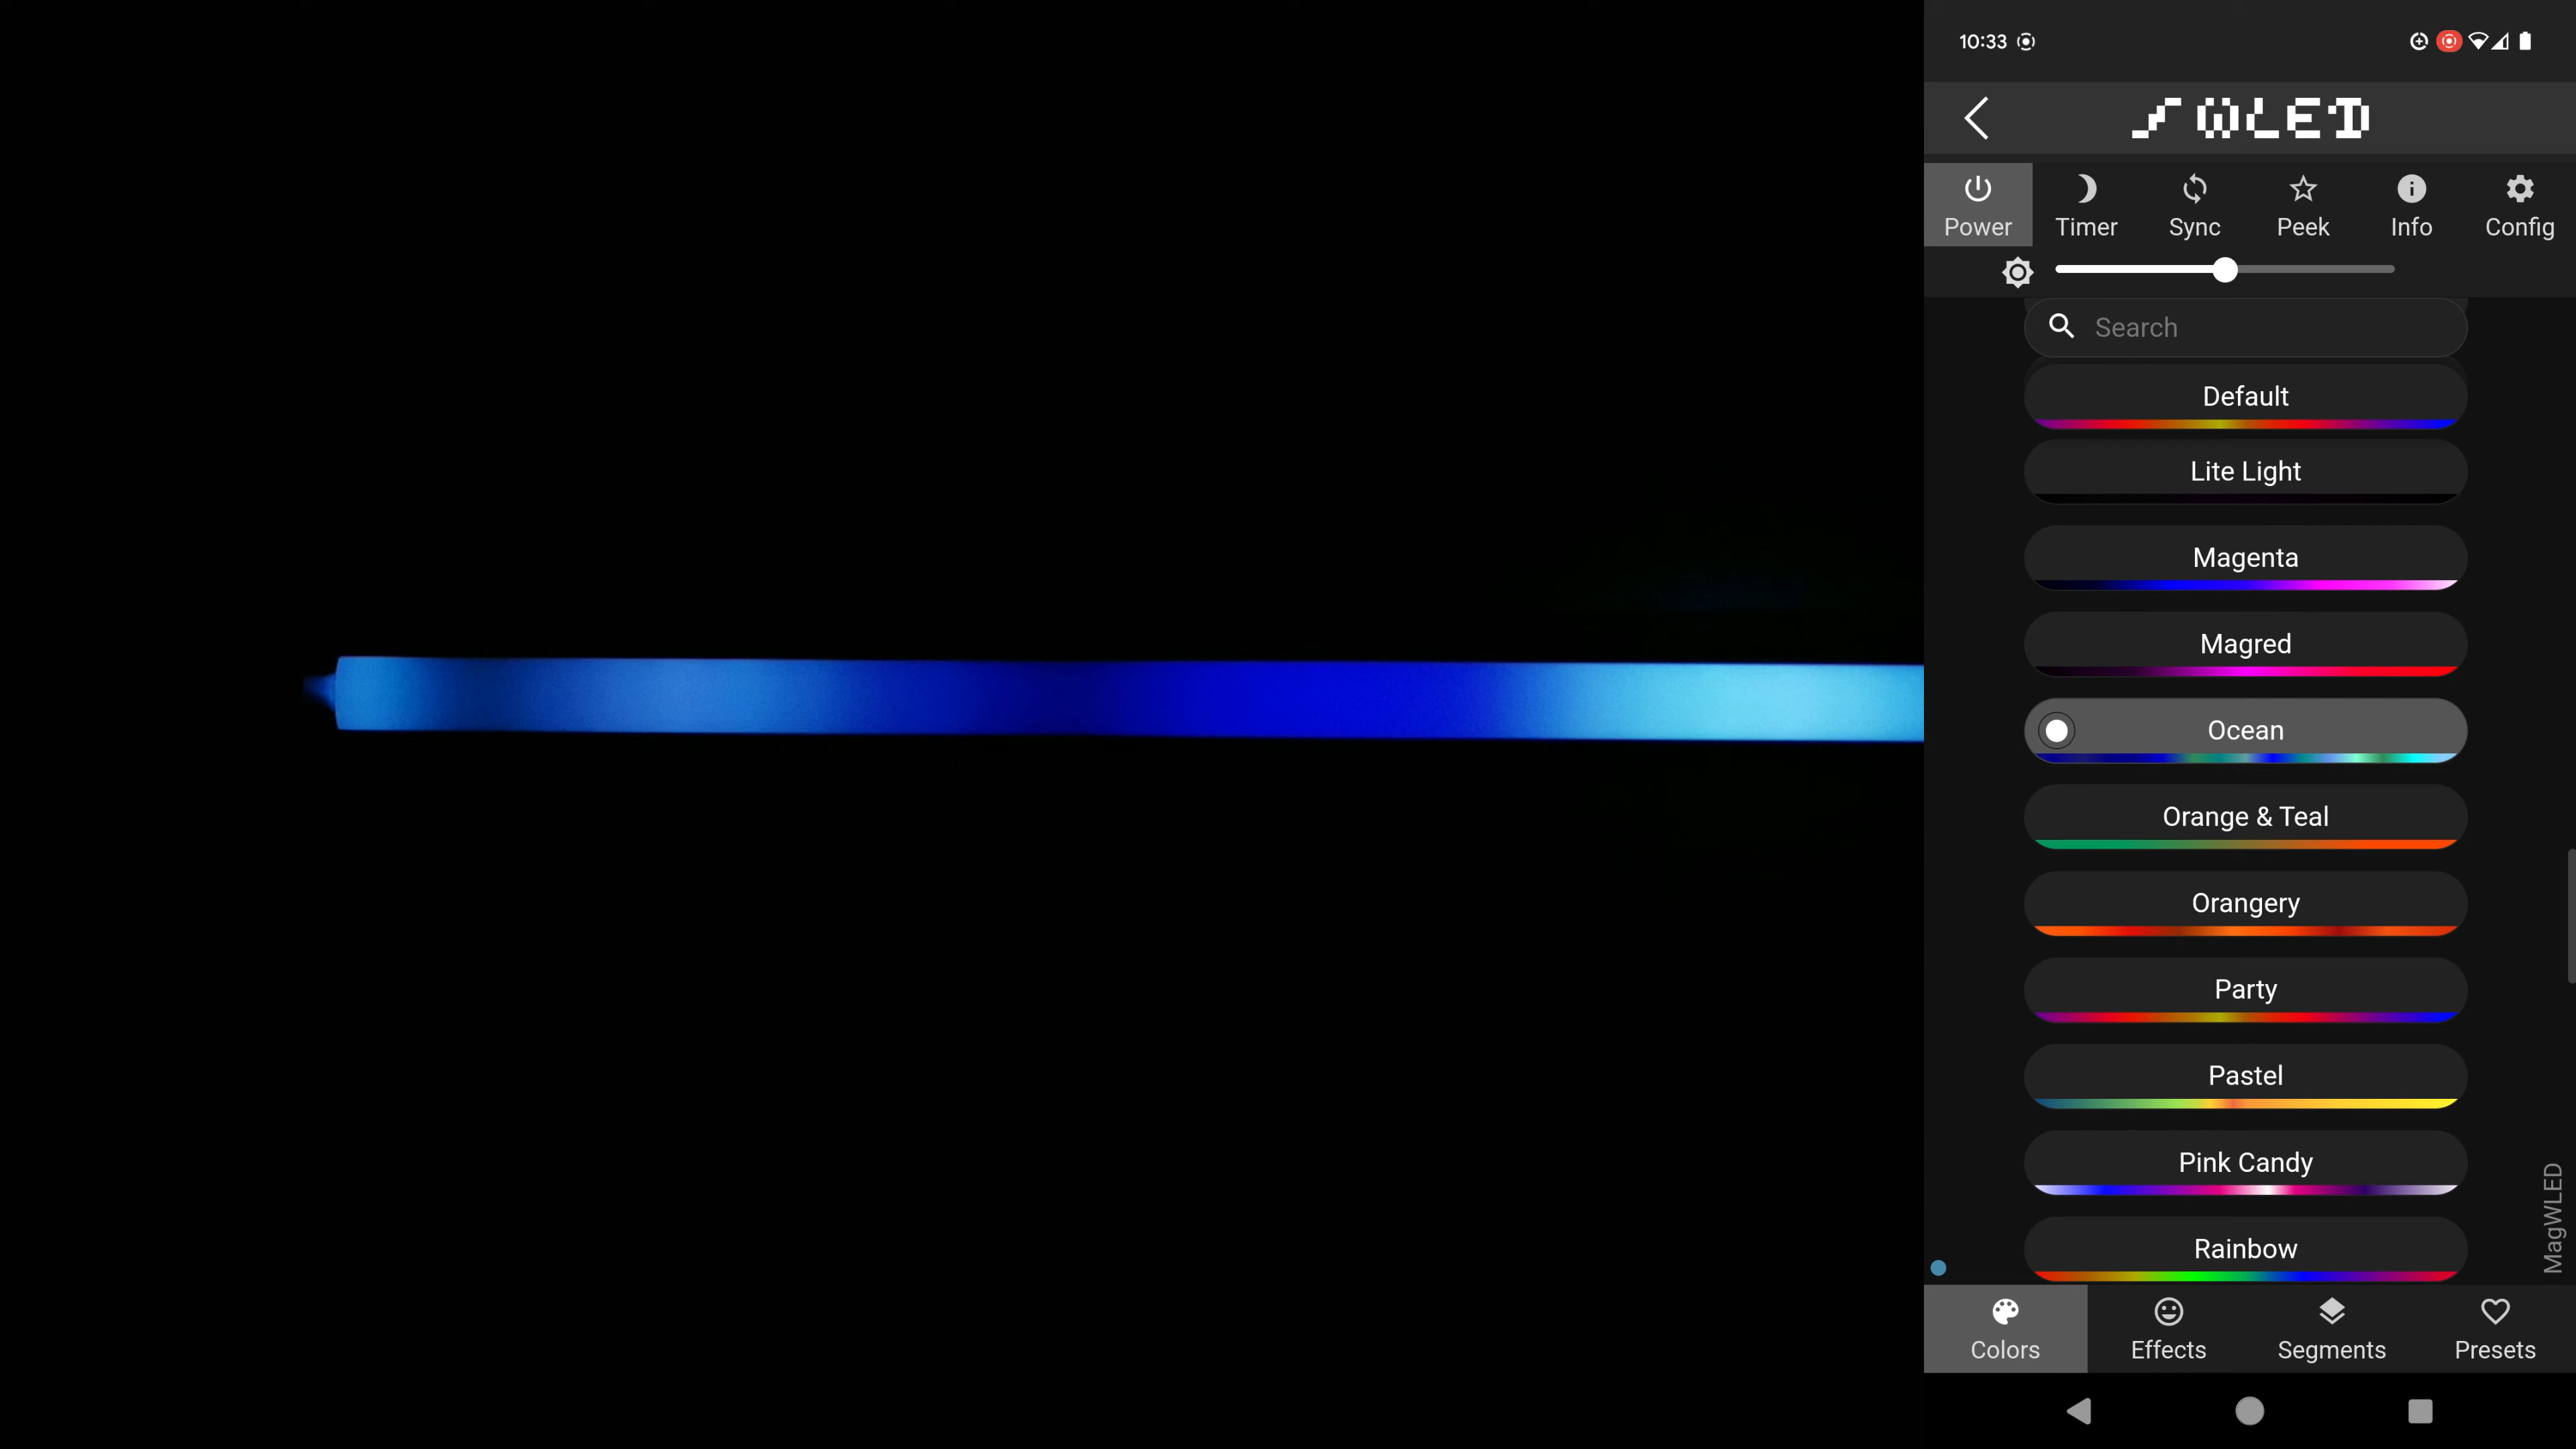 10:33
WLED
Power Timer Sync Peek Info Config
Search
Default
Lite Light
Magenta
Magred
Ocean
Orange & Teal
Orangery
Party
Pastel
Pink Candy
Rainbow
MagWLED
Colors Effects Segments Presets